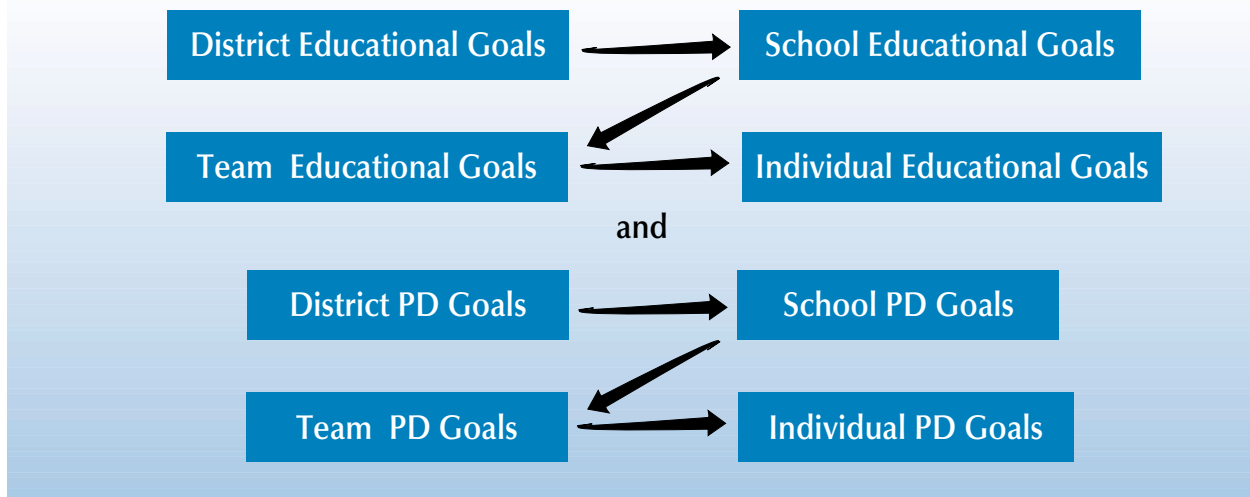 District Educational Goals
School Educational Goals
Team Educational Goals
Individual Educational Goals
and
District PD Goals
School PD Goals
Team PD Goals
Individual PD Goals